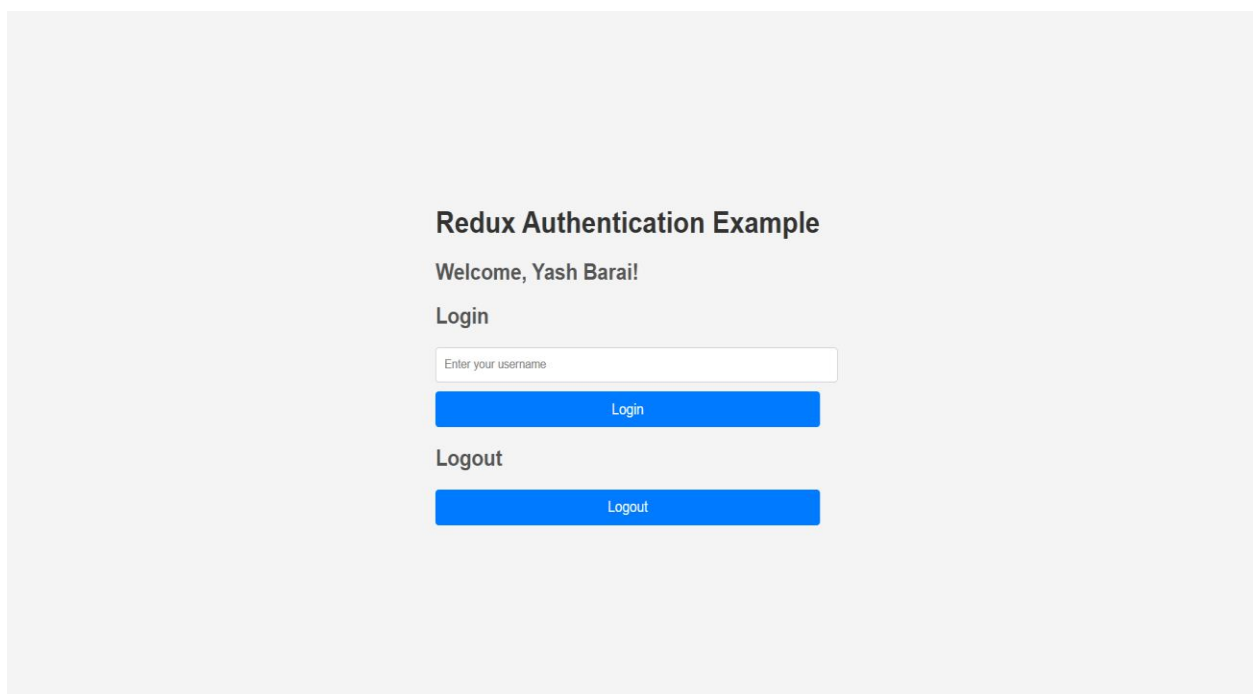 Redux Authentication Example
Welcome, Yash Barai!
Login
Enter your username
Login
Logout
Logout